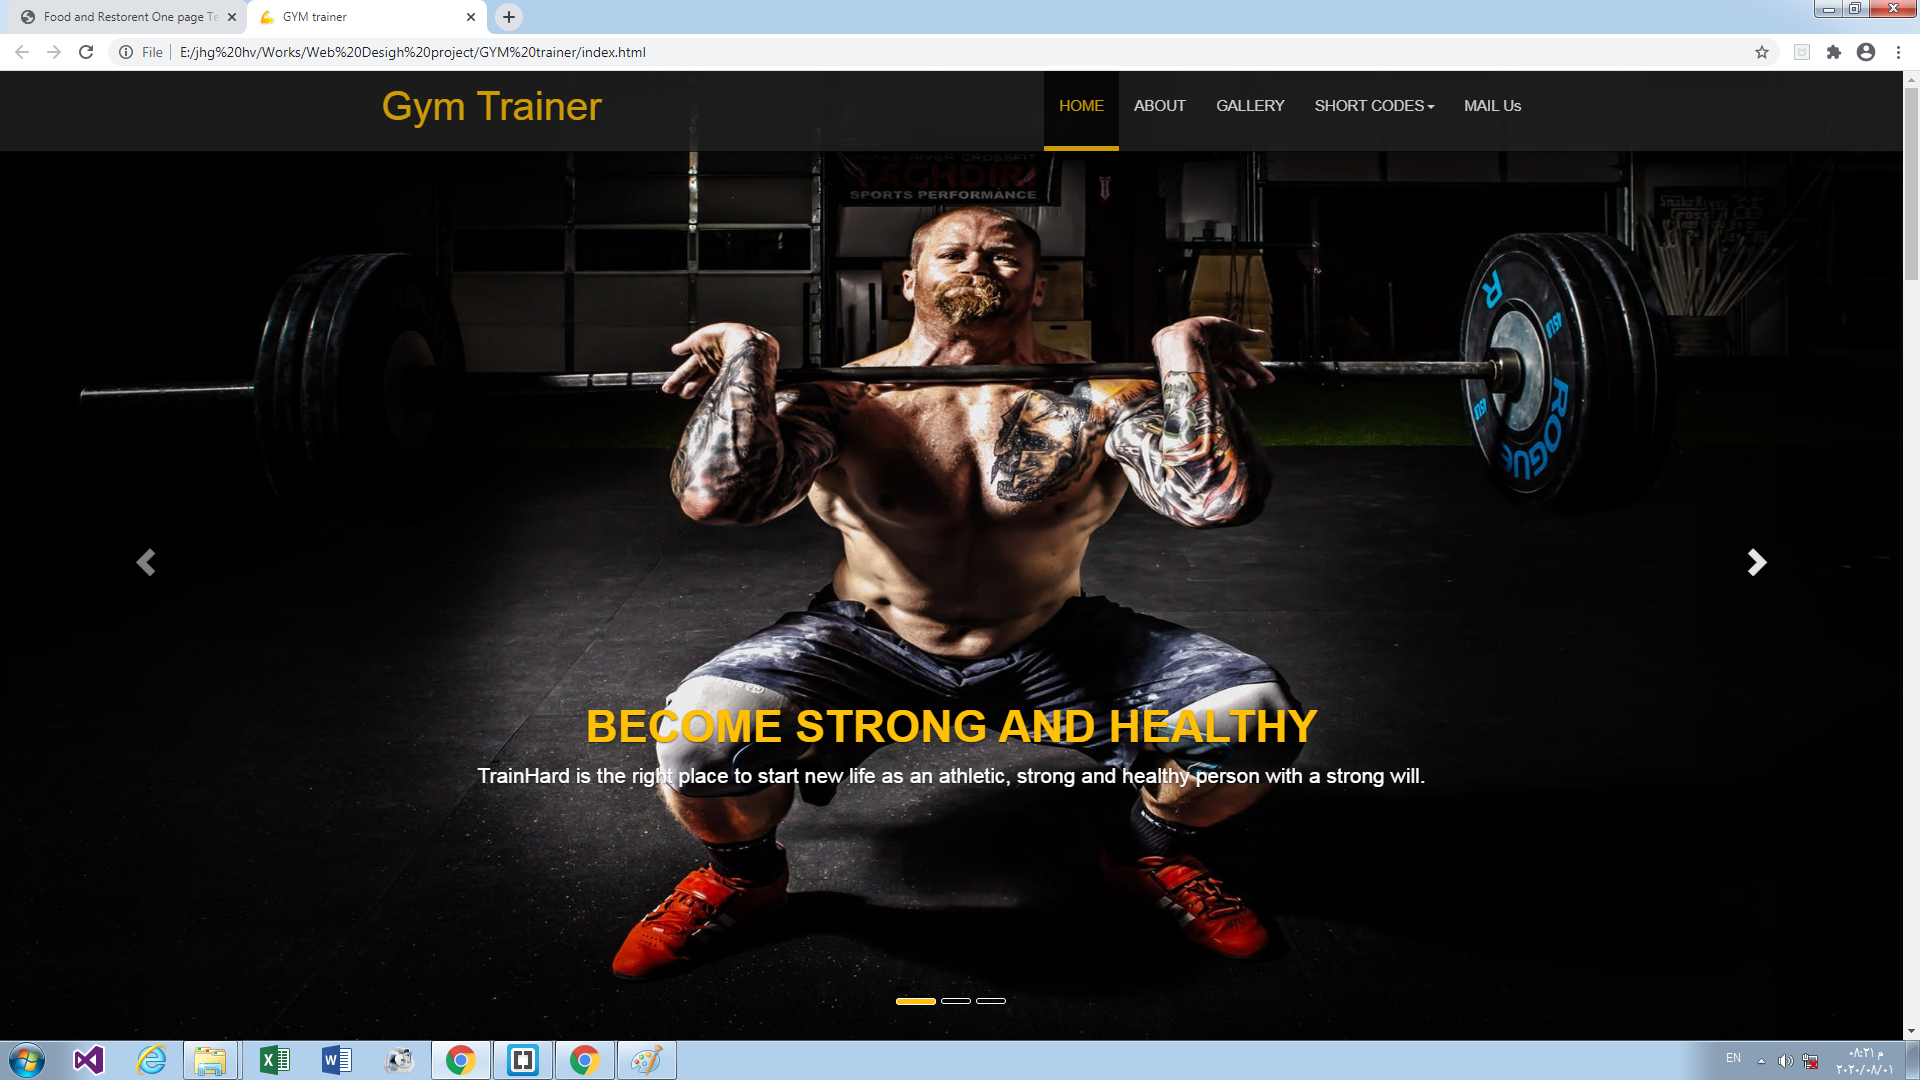 Food and Restorent One page Te
GYM trainer
File
E:/jhg%20hv/Works/Web%20Desigh%20project/GYM%20trainer/index.html
Gym Trainer
HOME
ABOUT
GALLERY
SHORT CODES
MAIL Us
SPORTS PERFORMANCE
R
45LB
45LB
ROGUE
BECOME STRONG AND HEALTHY
TrainHard is the right place to start new life as an athletic, strong and healthy person with a strong will.
EN
٠٨:٢١ م
٢٠٢٠/٠٨/٠١